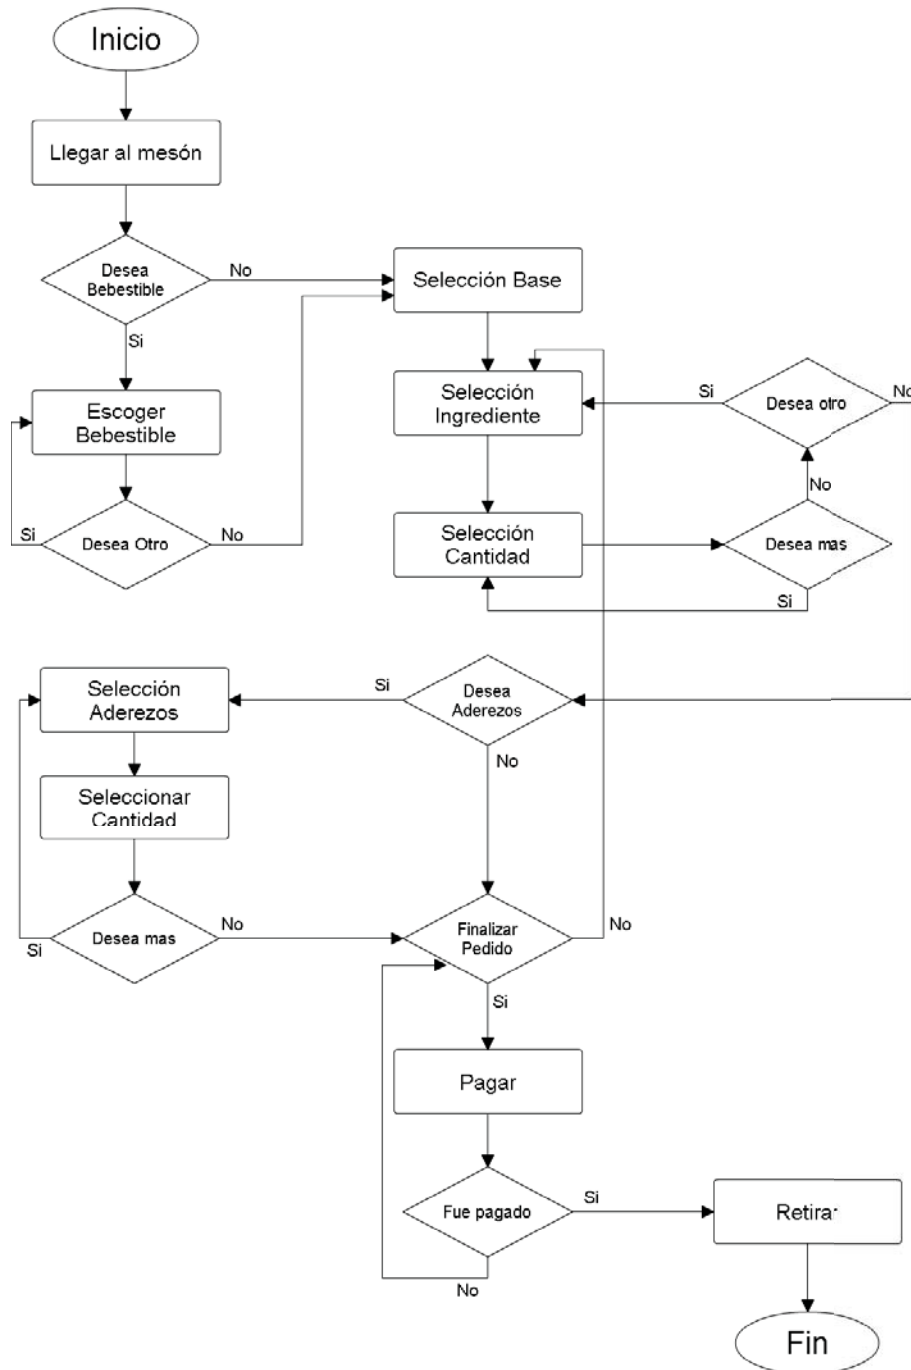 Inicio
Llegar al mesón
Desea
Bebestible
No
Si
Escoger
Bebestible
Desea Otro
Si
No
Selección Base
Selección
Ingrediente
Selección
Cantidad
Desea mas
Si
No
Desea otro
Si
No
Desea
Aderezos
Si
No
Selección
Aderezos
Seleccionar
Cantidad
Desea mas
Si
No
Finalizar
Pedido
No
Si
Pagar
Fue pagado
Si
No
Retirar
Fin